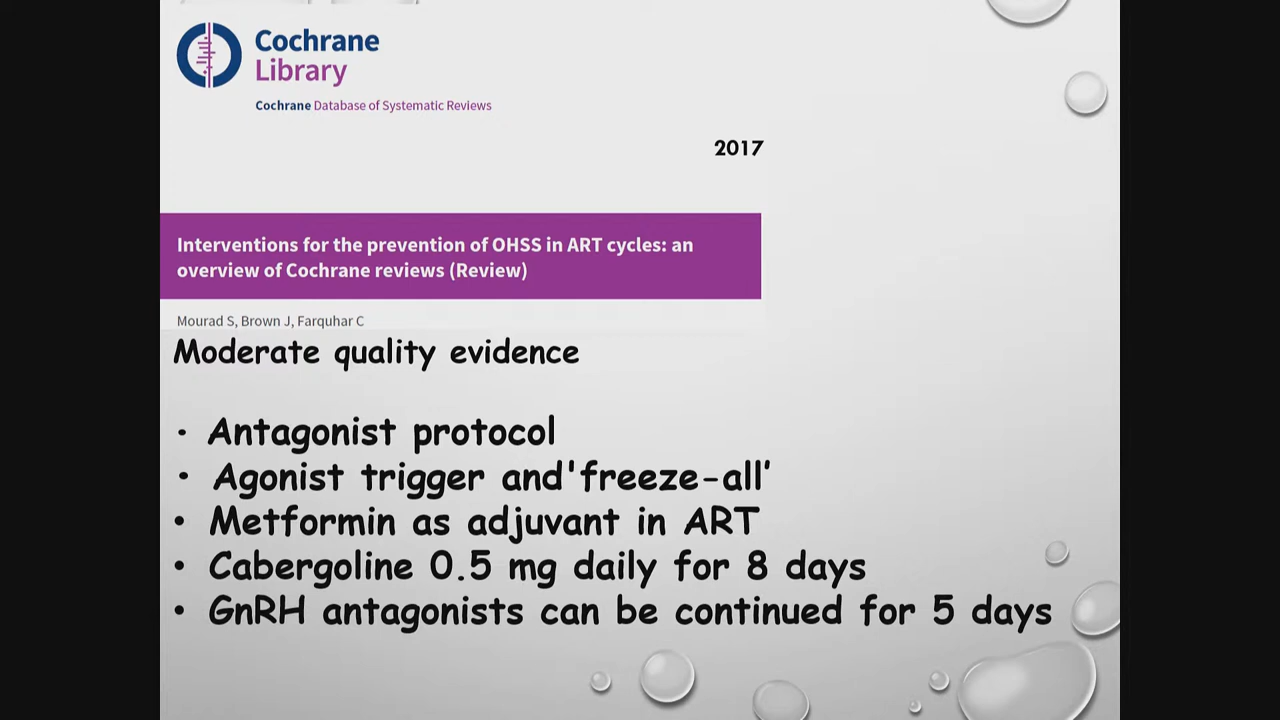 Cochrane
Library
Cochrane Database of Systematic Reviews
2017
Interventions for the prevention of OHSS in ART cycles: an
overview of Cochrane reviews (Review)
Mourad S, Brown J, Farquhar C
Moderate quality evidence
• Antagonist protocol
• Agonist trigger and'freeze-all'
• Metformin as adjuvant in ART
• Cabergoline 0.5 mg daily for 8 days
• GnRH antagonists can be continued for 5 days